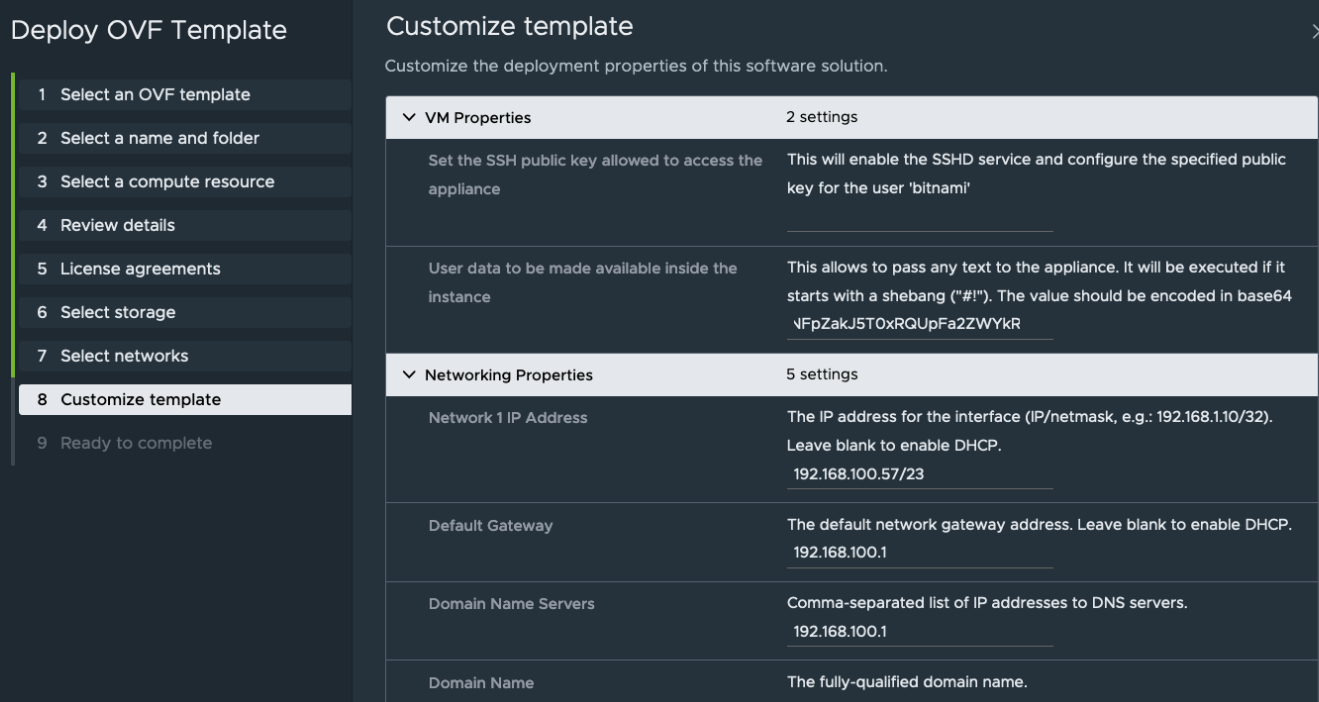 Deploy OVF Template
1 Select an OVF template
2 Select a name and folder
3 Select a compute resource
4 Review details
5 License agreements
6 Select storage
7 Select networks
8 Customize template
9 Ready to complete
Customize template
Customize the deployment properties of this software solution.
VM Properties 2 settings
Set the SSH public key allowed to access the
appliance
This will enable the SSHD service and configure the specified public
key for the user 'bitnami'
User data to be made available inside the
instance
This allows to pass any text to the appliance. It will be executed if it
starts with a shebang ("#!"). The value should be encoded in base64
NFpZakJ5T0xRQUpFa2ZWYkR
Networking Properties 5 settings
Network 1 IP Address
The IP address for the interface (IP/netmask, e.g.: 192.168.1.10/32).
Leave blank to enable DHCP.
192.168.100.57/23
Default Gateway
The default network gateway address. Leave blank to enable DHCP.
192.168.100.1
Domain Name Servers
Comma-separated list of IP addresses to DNS servers.
192.168.100.1
Domain Name
The fully-qualified domain name.